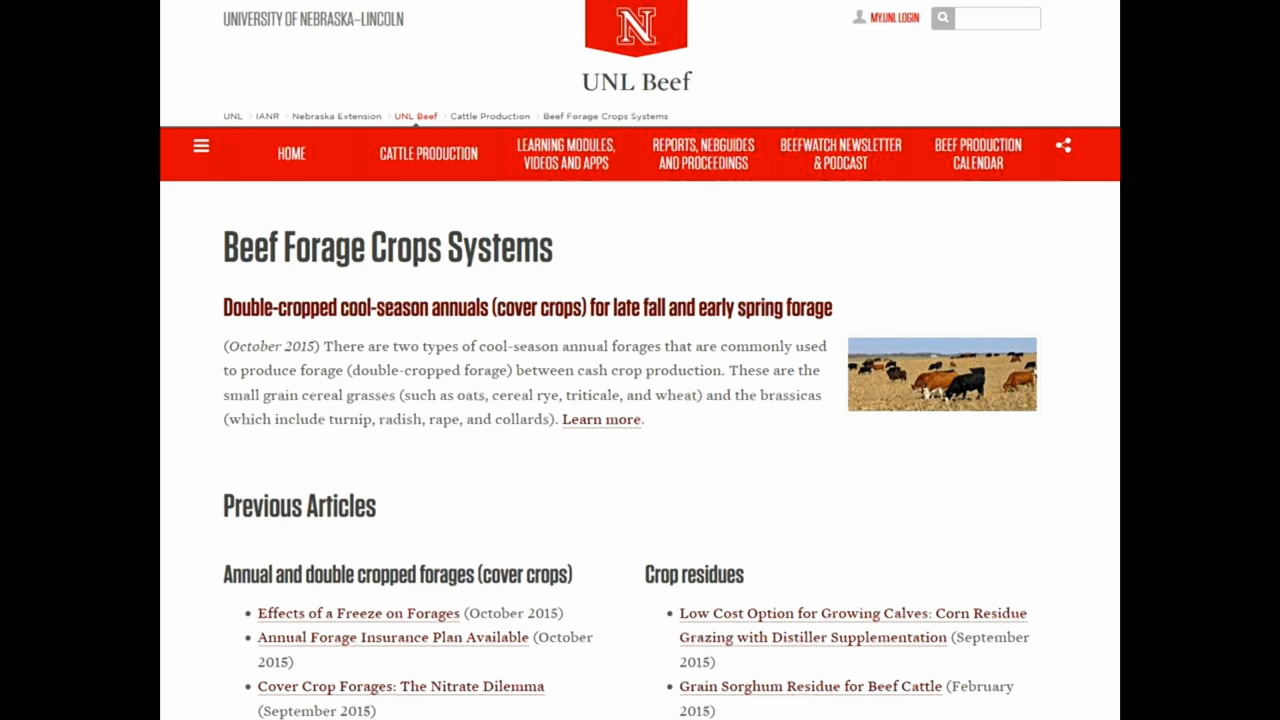 UNIVERSITY OF NEBRASKA–LINCOLN
N
MY.UNL LOGIN
UNL Beef
UNL IANR Nebraska Extension UNL Beef Cattle Production Beef Forage Crops Systems
HOME
CATTLE PRODUCTION
LEARNING MODULES,
VIDEOS AND APPS
REPORTS, NEBGUIDES
AND PROCEEDINGS
BEEFWATCH NEWSLETTER
& PODCAST
BEEF PRODUCTION
CALENDAR
Beef Forage Crops Systems
Double-cropped cool-season annuals (cover crops) for late fall and early spring forage
(October 2015) There are two types of cool-season annual forages that are commonly used
to produce forage (double-cropped forage) between cash crop production. These are the
small grain cereal grasses (such as oats, cereal rye, triticale, and wheat) and the brassicas
(which include turnip, radish, rape, and collards). Learn more.
Previous Articles
Annual and double cropped forages (cover crops)
• Effects of a Freeze on Forages (October 2015)
• Annual Forage Insurance Plan Available (October
2015)
• Cover Crop Forages: The Nitrate Dilemma
(September 2015)
Crop residues
• Low Cost Option for Growing Calves: Corn Residue
Grazing with Distiller Supplementation (September
2015)
• Grain Sorghum Residue for Beef Cattle (February
2015)